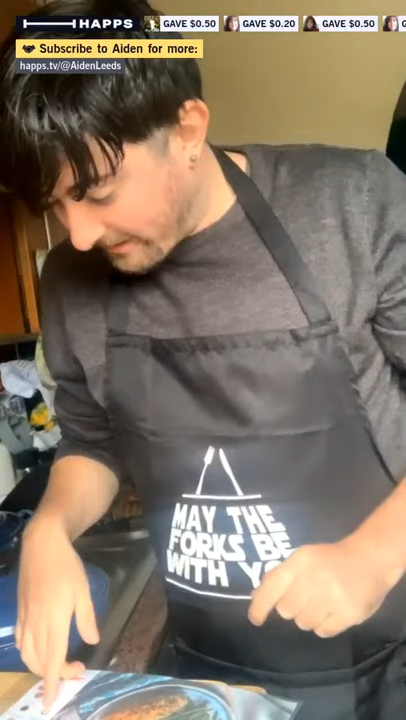 HAPPS GAVE $0.50 GAVE $0.20 GAVE $0.50 G
Subscribe to Aiden for more:
happs.tv/@AidenLeeds
MAY THE
FORKS BE
WITH Y